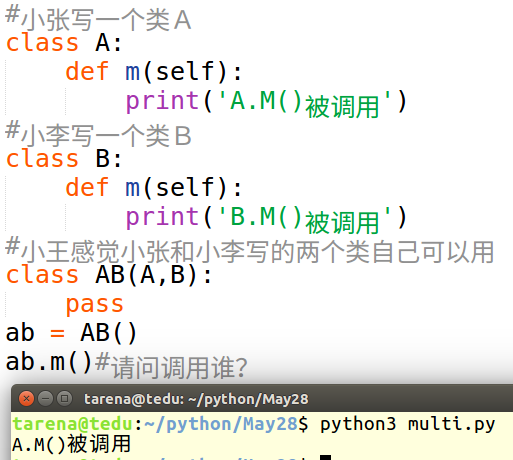 #小张写一个类A
class A:
    def m(self):
        print('A.M()被调用')
#小李写一个类B
class B:
    def m(self):
        print('B.M()被调用')
#小王感觉小张和小李写的两个类自己可以用
class AB(A,B):
    pass
ab = AB()
ab.m()#请问调用谁?
tarena@tedu: ~/python/May28
tarena@tedu:~/python/May28$ python3 multi.py
A.M()被调用